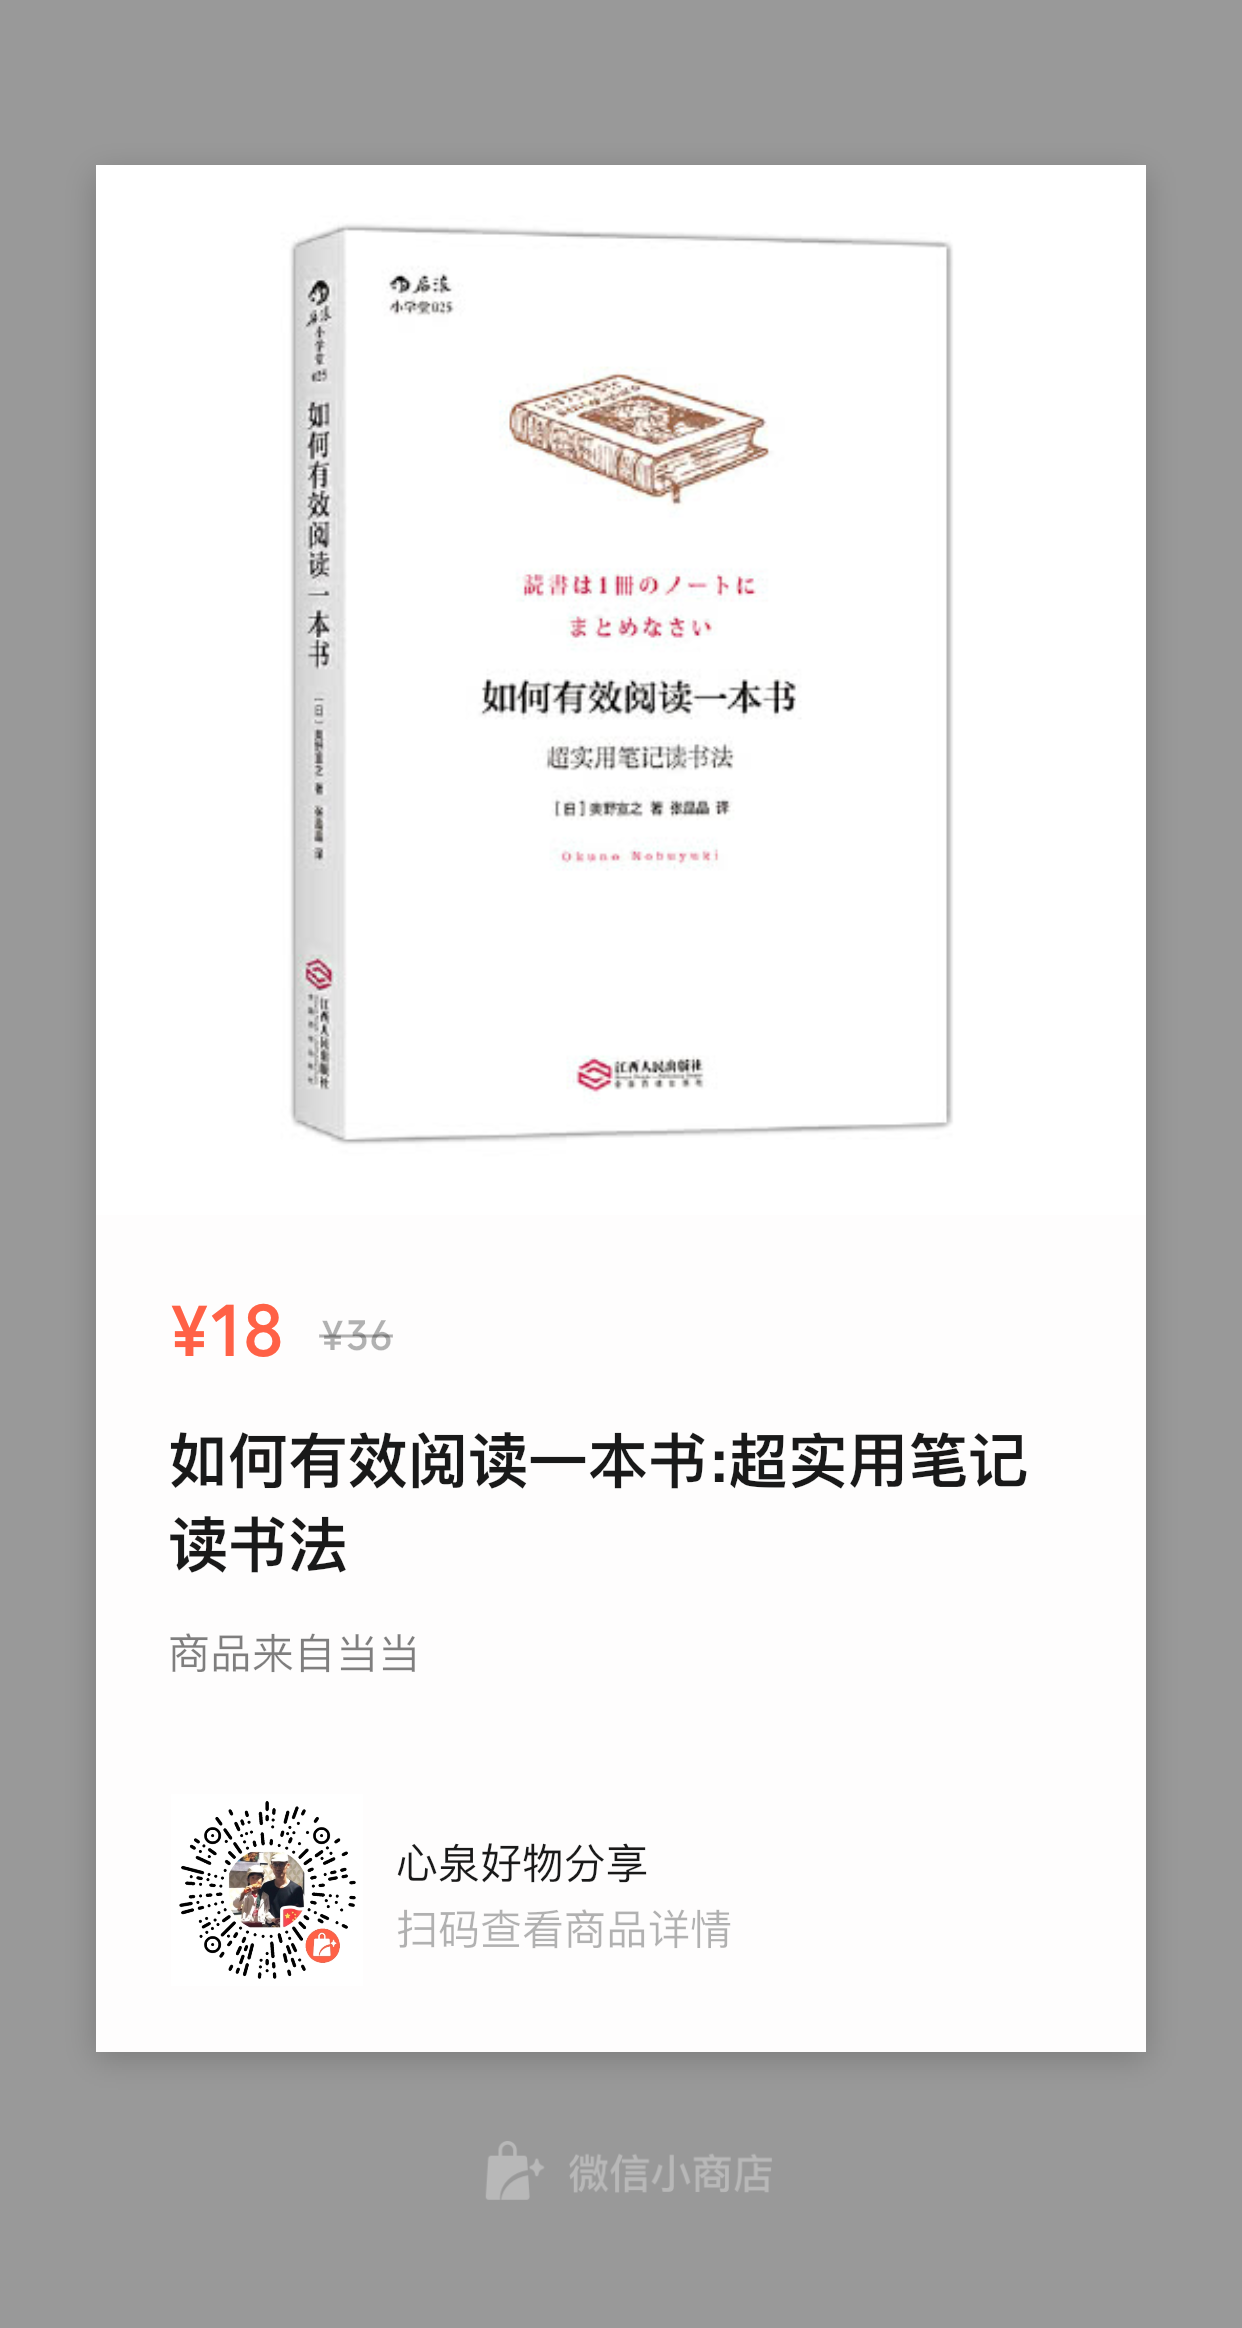 后浪
小学堂025
読書は1冊のノートに
まとめなさい
如何有效阅读一本书
超实用笔记读书法
[日]奥野宣之 著 张晶晶 译
Okuno Nobuyuki
江西人民出版社
后浪
小学堂
025
如何有效阅读一本书
[日]奥野宣之 著 张晶晶 译
江西人民出版社
¥18 ¥36
如何有效阅读一本书:超实用笔记
读书法
商品来自当当
心泉好物分享
扫码查看商品详情
微信小商店